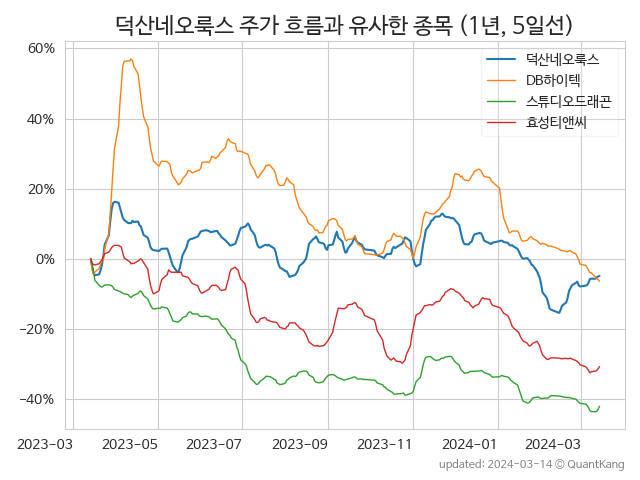 덕산네오룩스 주가 흐름과 유사한 종목 (1년, 5일선)
덕산네오룩스
DB하이텍
스튜디오드래곤
효성티앤씨
60%
40%
20%
0%
−20%
−40%
2023-03
2023-05
2023-07
2023-09
2023-11
2024-01
2024-03
updated: 2024-03-14 © QuantKang